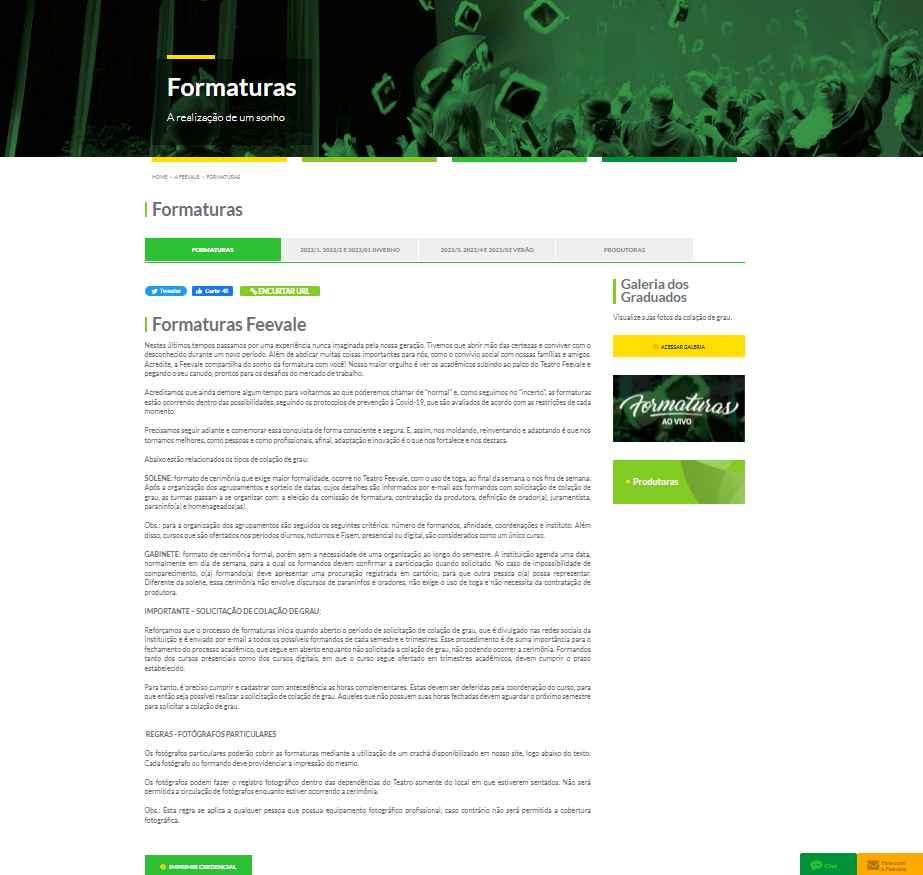 Formaturas
A realização de um sonho
HOME > A FEEVALE > FORMATURAS
Formaturas
FORMATURAS
2022/1, 2022/2 E 2023/01 INVERNO
2022/3, 2022/4 E 2022/02 VERÃO
PRODUTORAS
Tweetar
Curtir 48
ENCURTAR URL
Formaturas Feevale
Nestes últimos tempos passamos por uma experiência nunca imaginada pela nossa geração. Tivemos que abrir mão das certezas e conviver com o
desconhecido durante um novo período. Além de abdicar muitas coisas importantes para nós, como o convívio social com nossas famílias e amigos.
Acredite, a Feevale compartilha do sonho da formatura com você! Nosso maior orgulho é ver os acadêmicos subindo ao palco do Teatro Feevale e
pegando o seu canudo, prontos para os desafios do mercado de trabalho.
Acreditamos que ainda demore algum tempo para voltarmos ao que poderemos chamar de "normal" e, como seguimos no "incerto", as formaturas
estão ocorrendo dentro das possibilidades, seguindo os protocolos de prevenção à Covid-19, que são avaliados de acordo com as restrições de cada
momento.
Precisamos seguir adiante e comemorar essa conquista de forma consciente e segura. E, assim, nos moldando, reinventando e adaptando é que nos
tornamos melhores, como pessoas e como profissionais, afinal, adaptação e inovação é o que nos fortalece e nos destaca.
Abaixo estão relacionados os tipos de colação de grau:
SOLENE: formato de cerimônia que exige maior formalidade, ocorre no Teatro Feevale, com o uso de toga, ao final da semana o nos fins de semana.
Após a organização dos agrupamentos e sorteio de datas, cujos detalhes são informados por e-mail aos formandos com solicitação de colação de
grau, as turmas passam a se organizar com: a eleição da comissão de formatura, contratação da produtora, definição de orador(a), juramentista,
paraninfo(a) e homenageados(as).
Obs.: para a organização dos agrupamentos são seguidos os seguintes critérios: número de formandos, afinidade, coordenações e instituto. Além
disso, cursos que são ofertados nos períodos diurnos, noturnos e Fisem, presencial ou digital, são considerados como um único curso.
GABINETE: formato de cerimônia formal, porém sem a necessidade de uma organização ao longo do semestre. A instituição agenda uma data,
normalmente em dia de semana, para a qual os formandos devem confirmar a participação quando solicitado. No caso de impossibilidade de
comparecimento, o(a) formando(a) deve apresentar uma procuração registrada em cartório, para que outra pessoa o(a) possa representar.
Diferente da solene, essa cerimônia não envolve discursos de paraninfos e oradores, não exige o uso de toga e não necessita da contratação de
produtora.
IMPORTANTE – SOLICITAÇÃO DE COLAÇÃO DE GRAU:
Reforçamos que o processo de formaturas inicia quando aberto o período de solicitação de colação de grau, que é divulgado nas redes sociais da
Instituição e é enviado por e-mail a todos os possíveis formandos de cada semestre e trimestres. Esse procedimento é de suma importância para o
fechamento do processo acadêmico, que segue em aberto enquanto não solicitada a colação de grau, não podendo ocorrer a cerimônia. Formandos
tanto dos cursos presenciais como dos cursos digitais, em que o curso segue ofertado em trimestres acadêmicos, devem cumprir o prazo
estabelecido.
Para tanto, é preciso cumprir e cadastrar com antecedência as horas complementares. Estas devem ser deferidas pela coordenação do curso, para
que então seja possível realizar a solicitação de colação de grau. Aqueles que não possuem suas horas fechadas devem aguardar o próximo semestre
para solicitar a colação de grau.
REGRAS - FOTÓGRAFOS PARTICULARES
Os fotógrafos particulares poderão cobrir as formaturas mediante a utilização de um crachá disponibilizado em nosso site, logo abaixo do texto.
Cada fotógrafo ou formando deve providenciar a impressão do mesmo.
Os fotógrafos podem fazer o registro fotográfico dentro das dependências do Teatro somente do local em que estiverem sentados. Não será
permitida a circulação de fotógrafos enquanto estiver ocorrendo a cerimônia.
Obs.: Esta regra se aplica a qualquer pessoa que possua equipamento fotográfico profissional, caso contrário não será permitida a cobertura
fotográfica.
IMPRIMIR CREDENCIAL
Galeria dos
Graduados
Visualize suas fotos da colação de grau.
ACESSAR GALERIA
Formaturas
AO VIVO
Produtoras
Chat
Fale com
a Feevale